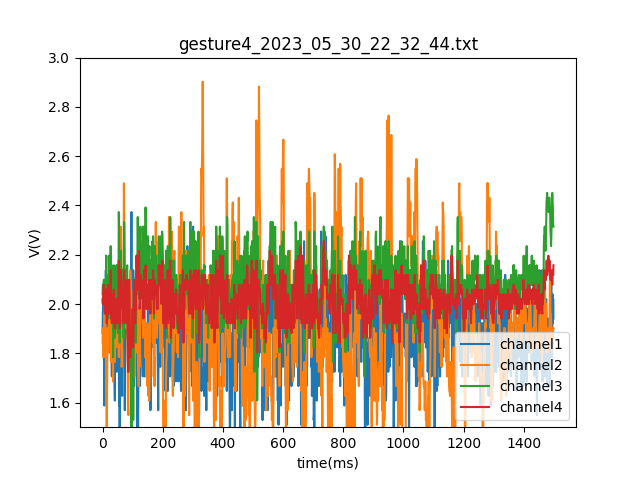 gesture4_2023_05_30_22_32_44.txt
3.0
2.8
2.6
2.4
2.2
2.0
1.8
1.6
V(V)
0 200 400 600 800 1000 1200 1400
time(ms)
channel1
channel2
channel3
channel4